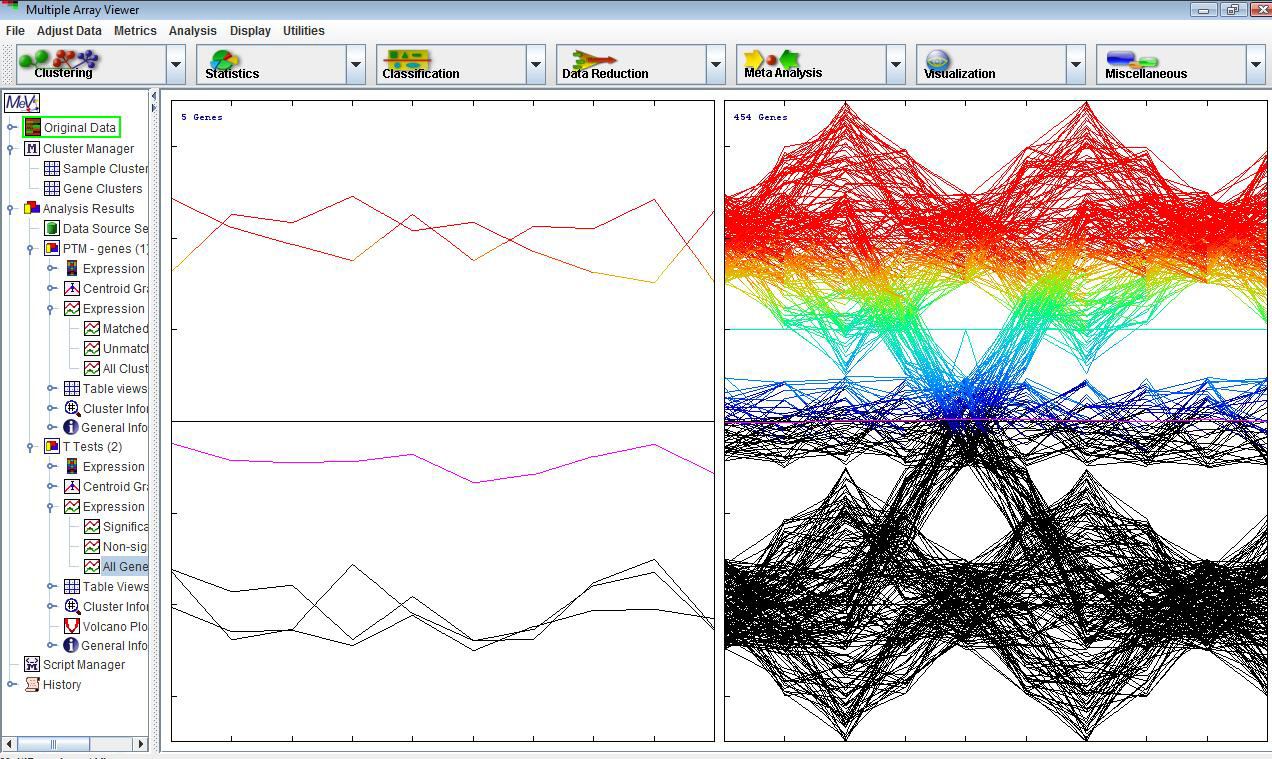 Multiple Array Viewer
File Adjust Data Metrics Analysis Display Utilities
Clustering Statistics Classification Data Reduction Meta Analysis Visualization Miscellaneous
MeV
Original Data
Cluster Manager
Sample Cluster
Gene Clusters
Analysis Results
Data Source Se
PTM - genes (1)
Expression
Centroid Gra
Expression
Matched
Unmatc
All Clust
Table views
Cluster Infor
General Info
T Tests (2)
Expression
Centroid Gra
Expression
Significa
Non-sig
All Gene
Table Views
Cluster Infor
Volcano Plo
General Info
Script Manager
History
5 Genes
454 Genes